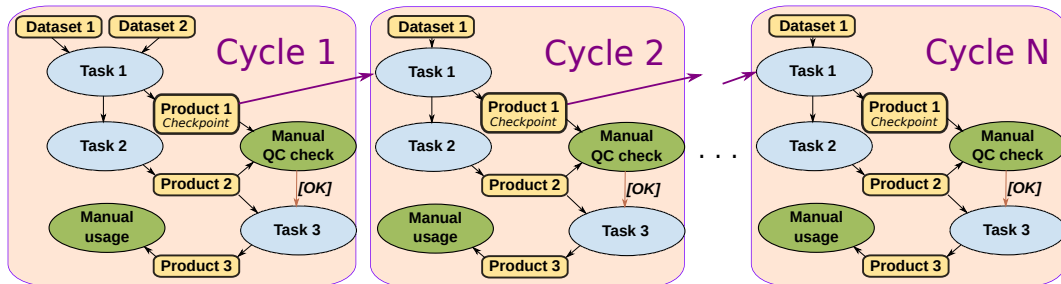 Dataset 1
Dataset 2
Cycle 1
Task 1
Product 1
Checkpoint
Task 2
Manual
QC check
Product 2
[OK]
Manual
usage
Task 3
Product 3
Dataset 1
Cycle 2
Task 1
Product 1
Checkpoint
Task 2
Manual
QC check
Product 2
[OK]
Manual
usage
Task 3
Product 3
. . .
Dataset 1
Cycle N
Task 1
Product 1
Checkpoint
Task 2
Manual
QC check
Product 2
[OK]
Manual
usage
Task 3
Product 3